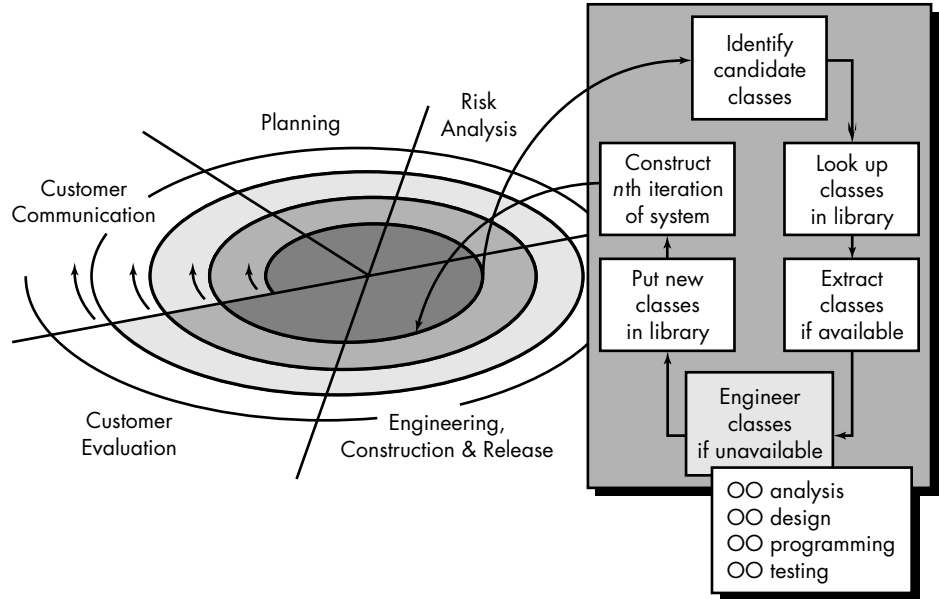 Planning
Risk
Analysis
Customer
Communication
Customer
Evaluation
Engineering,
Construction & Release
Identify
candidate
classes
Look up
classes
in library
Extract
classes
if available
Engineer
classes
if unavailable
Put new
classes
in library
Construct
nth iteration
of system
OO analysis
OO design
OO programming
OO testing